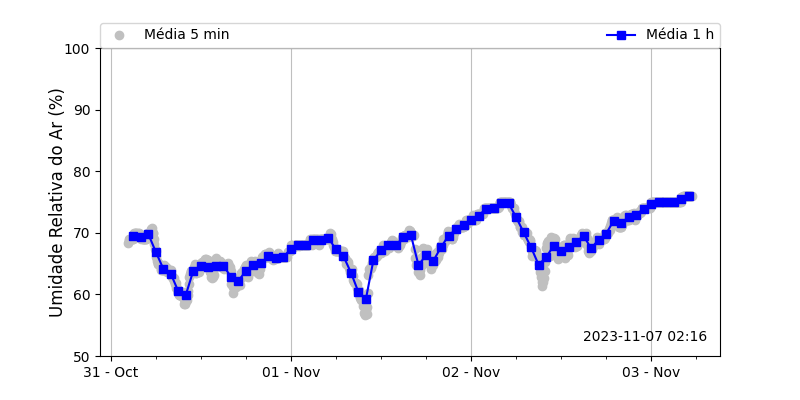 Média 5 min
Média 1 h
Umidade Relativa do Ar (%)
100
90
80
70
60
50
31 - Oct
01 - Nov
02 - Nov
03 - Nov
2023-11-07 02:16